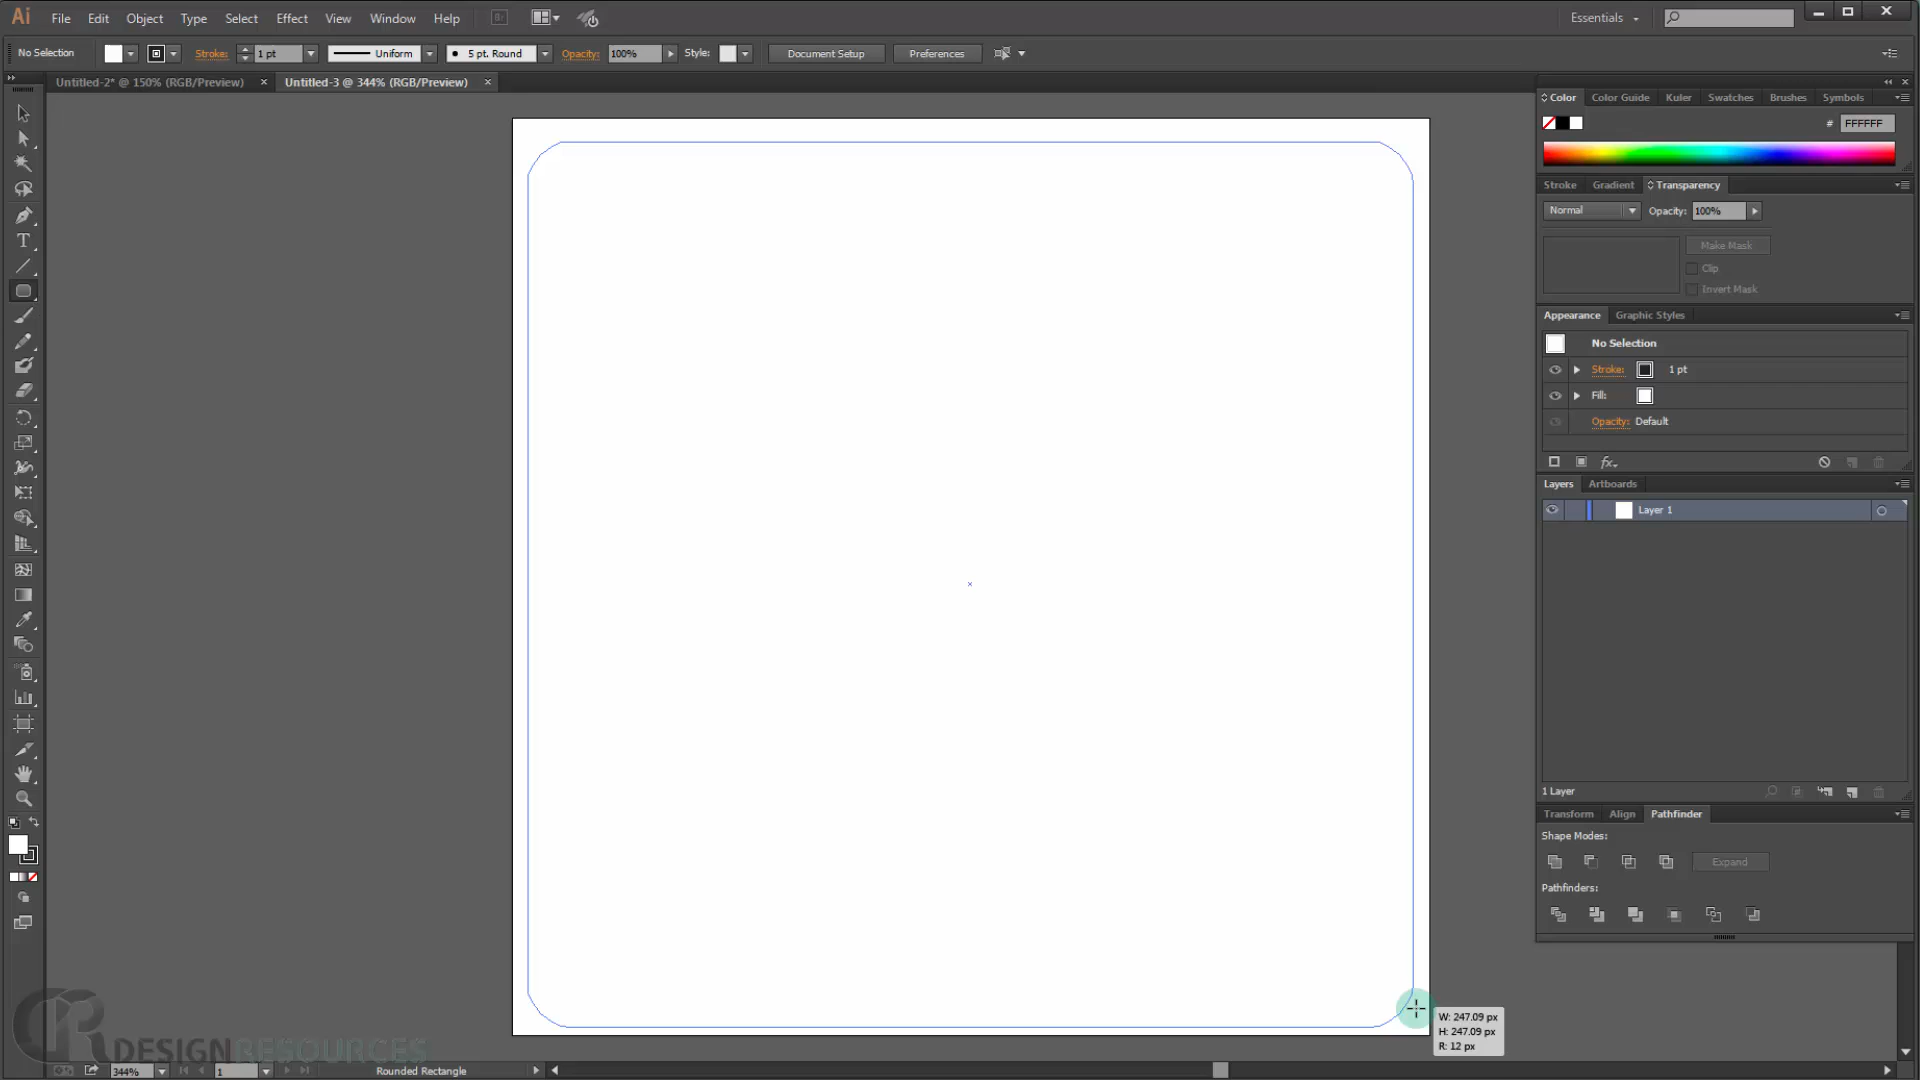 Ai File Edit Object Type Select Effect View Window Help Br Essentials
No Selection Stroke: 1 pt Uniform 5 pt. Round Opacity: 100% Style: Document Setup Preferences
Untitled-2* @ 150% (RGB/Preview) × Untitled-3 @ 344% (RGB/Preview) ×
Color Color Guide Kuler Swatches Brushes Symbols
# FFFFFF
Stroke Gradient Transparency
Normal Opacity: 100%
Make Mask
Clip
Invert Mask
Appearance Graphic Styles
No Selection
Stroke: 1 pt
Fill:
Opacity: Default
fx.
Layers Artboards
Layer 1
1 Layer
Transform Align Pathfinder
Shape Modes:
Expand
Pathfinders:
W: 247.09 px
H: 247.09 px
R: 12 px
DESIGNRESOURCES
344% 1 Rounded Rectangle